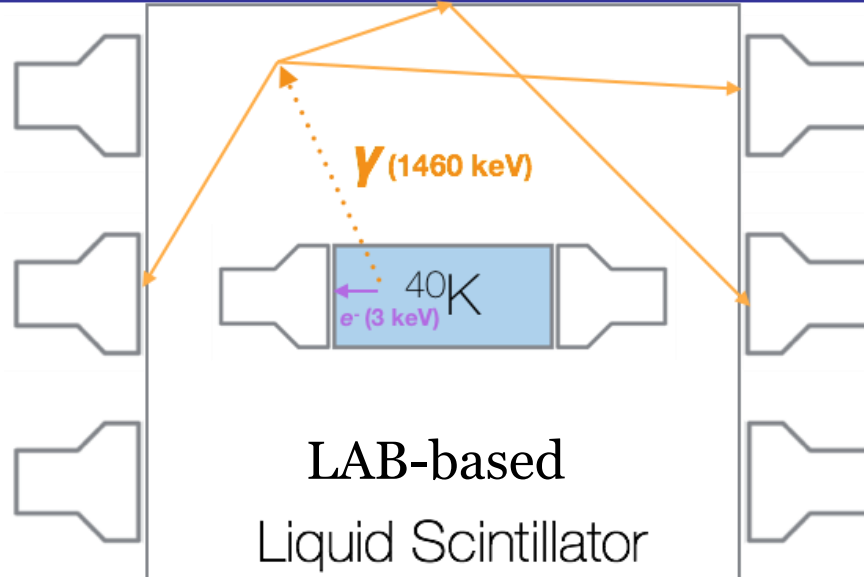 γ (1460 keV)
⁴⁰K
e⁻ (3 keV)
LAB-based
Liquid Scintillator